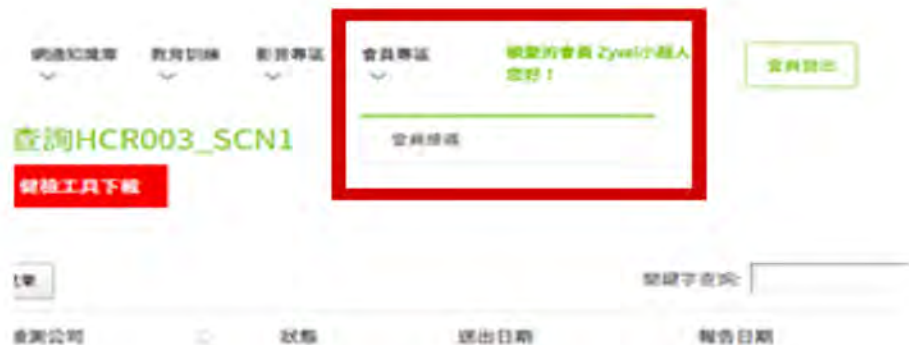 網通知識庫 教育訓練 影音專區 會員專區 親愛的會員 Zyxel小超人
您好！
會員登出
查詢HCR003_SCN1
會員專區
健檢工具下載
關鍵字查詢:
檢測公司 狀態 送出日期 報告日期